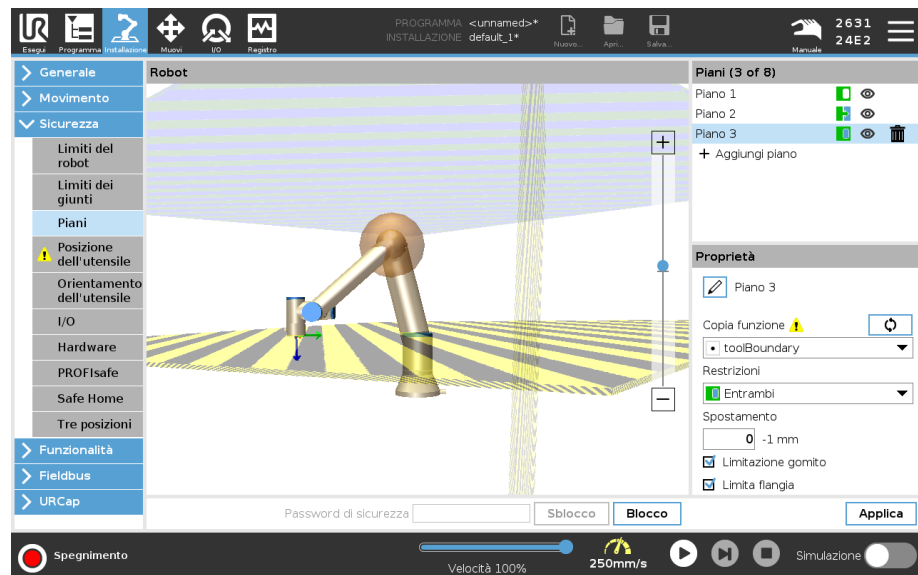 UR
PROGRAMMA <unnamed>*
INSTALLAZIONE default_1*
Esegui
Programma
Installazione
Muovi
I/O
Registro
Nuovo...
Apri...
Salva...
Manuale
2631
24E2
Generale
Movimento
Sicurezza
Limiti del
robot
Limiti dei
giunti
Piani
Posizione
dell'utensile
Orientamento
dell'utensile
I/O
Hardware
PROFIsafe
Safe Home
Tre posizioni
Funzionalità
Fieldbus
URCap
Robot
Piani (3 of 8)
Piano 1
Piano 2
Piano 3
+ Aggiungi piano
Proprietà
Piano 3
Copia funzione
toolBoundary
Restrizioni
Entrambi
Spostamento
0 -1 mm
Limitazione gomito
Limita flangia
Password di sicurezza
Sblocco
Blocco
Applica
Spegnimento
Velocità 100%
250mm/s
Simulazione